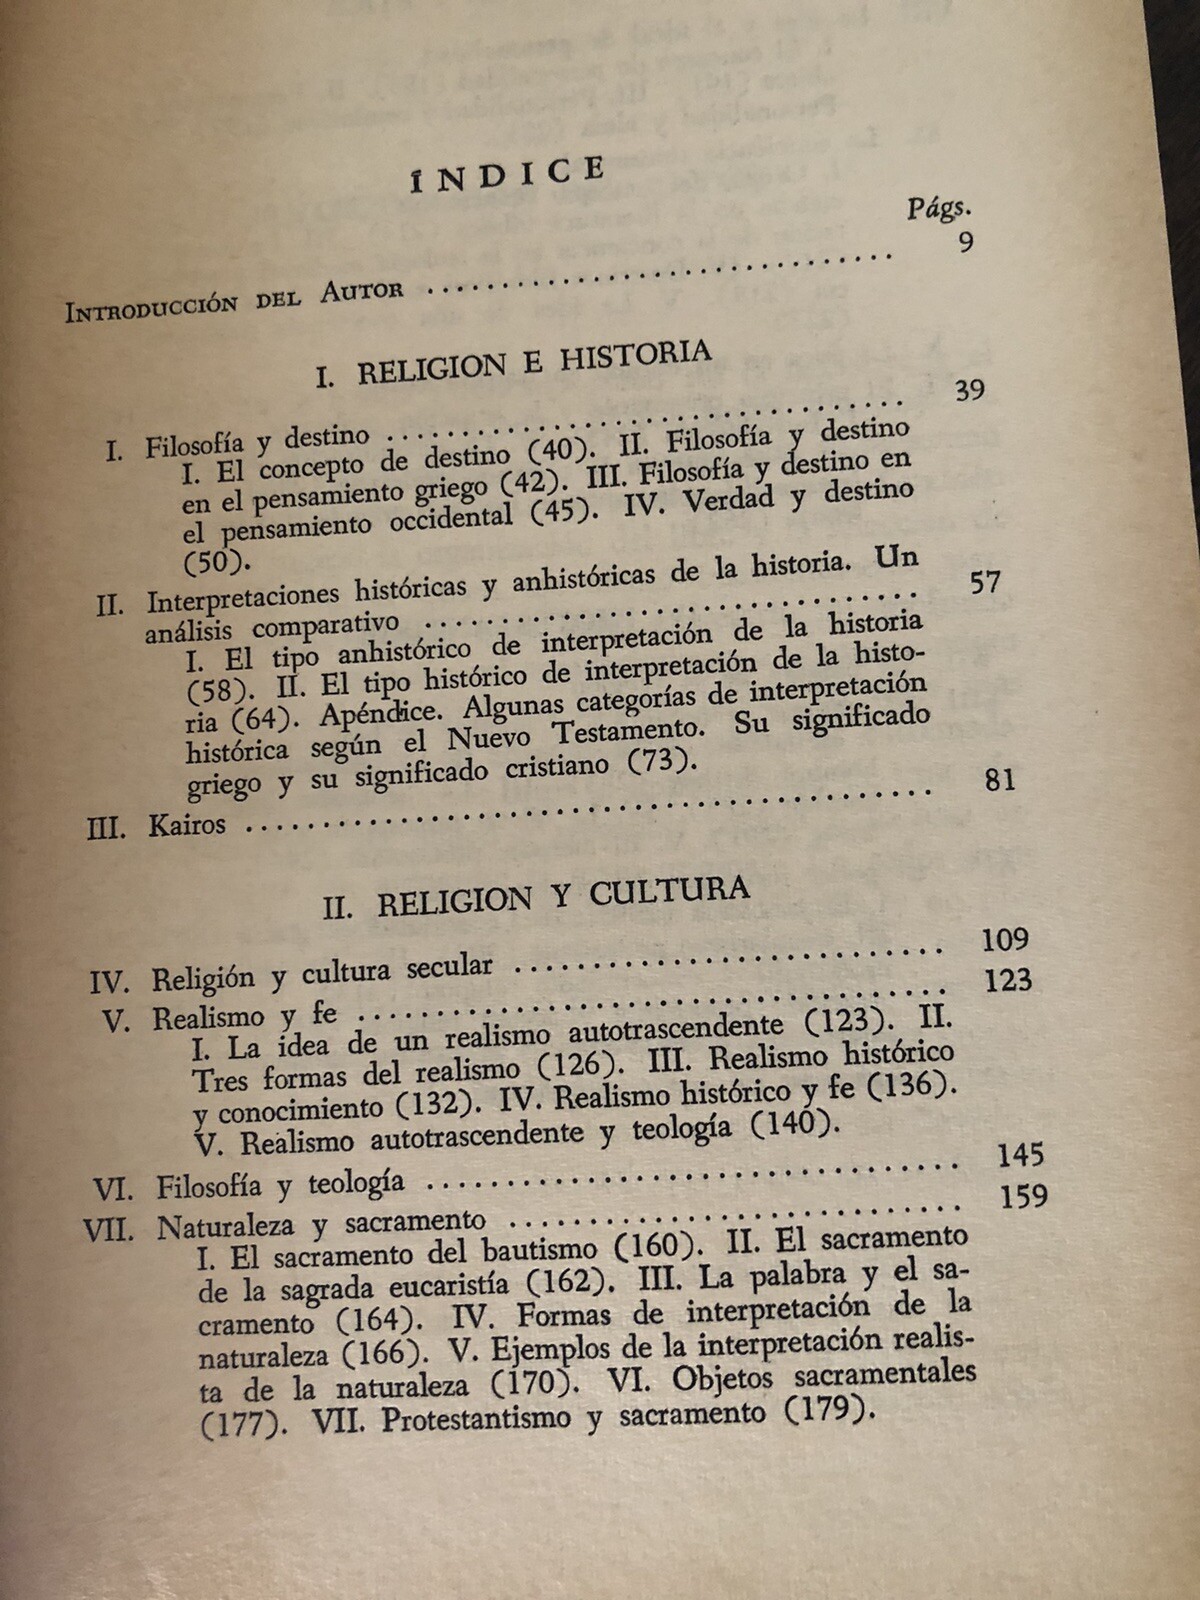 ÍNDICE
Págs.
INTRODUCCIÓN DEL AUTOR .............................. 9
I. RELIGION E HISTORIA
I. Filosofía y destino .................................. 39
I. El concepto de destino (40). II. Filosofía y destino
en el pensamiento griego (42). III. Filosofía y destino en
el pensamiento occidental (45). IV. Verdad y destino
(50).
II. Interpretaciones históricas y anhistóricas de la historia. Un
análisis comparativo ................................ 57
I. El tipo anhistórico de interpretación de la historia
(58). II. El tipo histórico de interpretación de la histo-
ria (64). Apéndice. Algunas categorías de interpretación
histórica según el Nuevo Testamento. Su significado
griego y su significado cristiano (73).
III. Kairos ............................................. 81
II. RELIGION Y CULTURA
IV. Religión y cultura secular ............................ 109
V. Realismo y fe ...................................... 123
I. La idea de un realismo autotrascendente (123). II.
Tres formas del realismo (126). III. Realismo histórico
y conocimiento (132). IV. Realismo histórico y fe (136).
V. Realismo autotrascendente y teología (140).
VI. Filosofía y teología ................................... 145
VII. Naturaleza y sacramento .............................. 159
I. El sacramento del bautismo (160). II. El sacramento
de la sagrada eucaristía (162). III. La palabra y el sa-
cramento (164). IV. Formas de interpretación de la
naturaleza (166). V. Ejemplos de la interpretación realis-
ta de la naturaleza (170). VI. Objetos sacramentales
(177). VII. Protestantismo y sacramento (179).